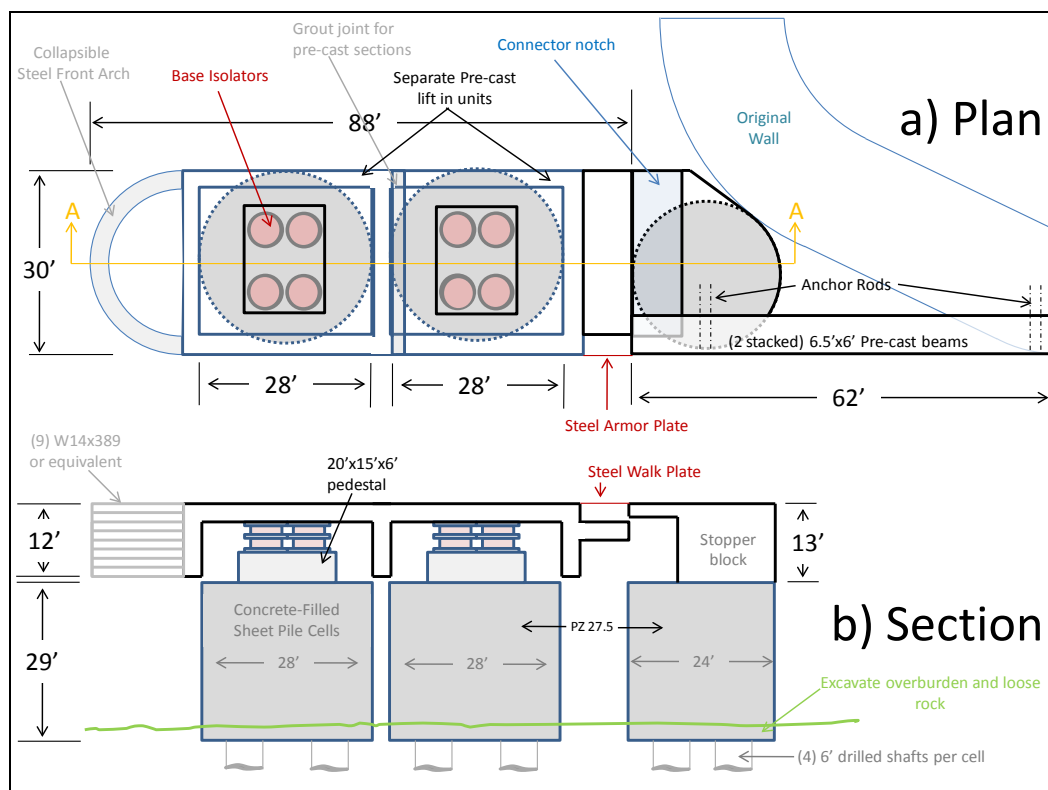 Collapsible
Steel Front Arch
Base Isolators
Grout joint for
pre-cast sections
Separate Pre-cast
lift in units
Connector notch
Original
Wall
a) Plan
88’
A
A
30’
Anchor Rods
(2 stacked) 6.5’x6’ Pre-cast beams
28’
28’
62’
Steel Armor Plate
(9) W14x389
or equivalent
20’x15’x6’
pedestal
Steel Walk Plate
12’
Stopper
block
13’
Concrete-Filled
Sheet Pile Cells
PZ 27.5
b) Section
29’
28’
28’
24’
Excavate overburden and loose
rock
(4) 6’ drilled shafts per cell